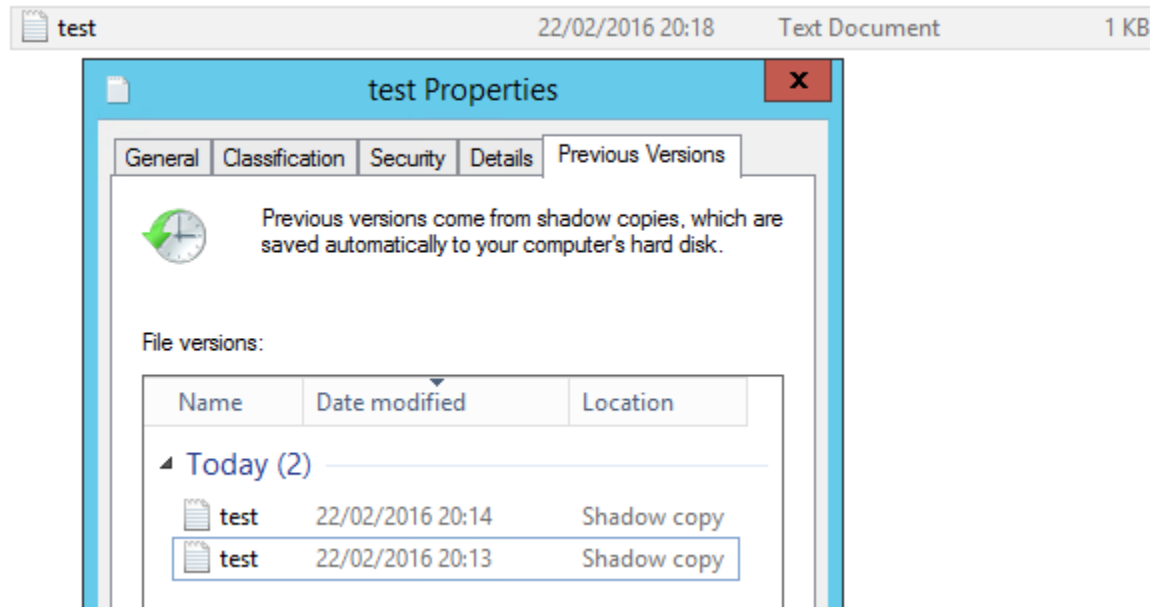 test 22/02/2016 20:18 Text Document 1 KB
test Properties
x
General Classification Security Details Previous Versions
Previous versions come from shadow copies, which are
saved automatically to your computer's hard disk.
File versions:
Name Date modified Location
Today (2)
test 22/02/2016 20:14 Shadow copy
test 22/02/2016 20:13 Shadow copy